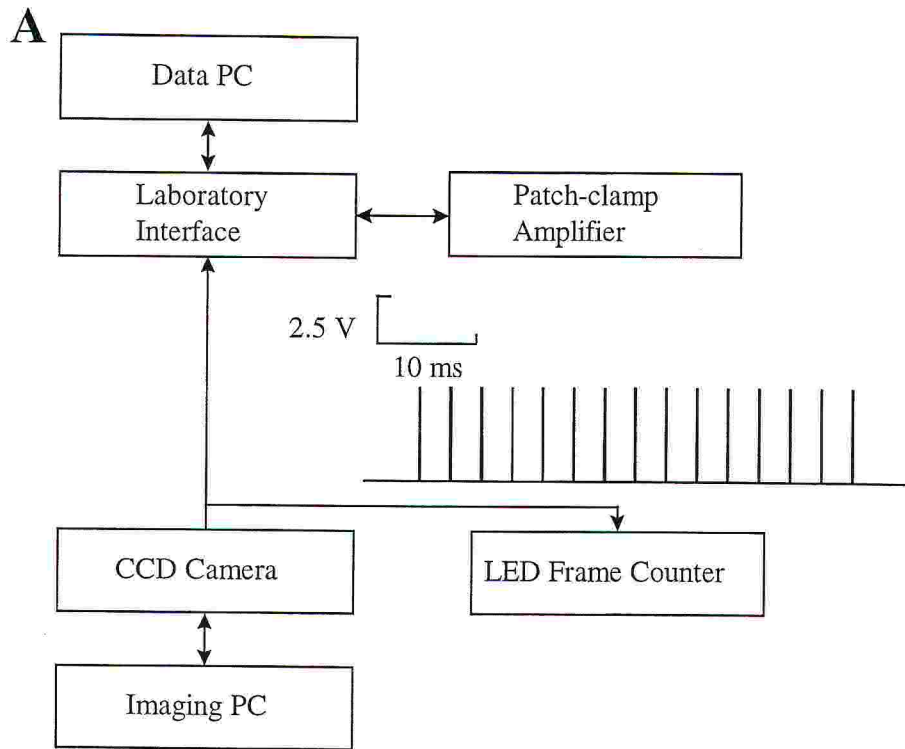 A
Data PC
Laboratory
Interface
Patch-clamp
Amplifier
2.5 V
10 ms
CCD Camera
LED Frame Counter
Imaging PC